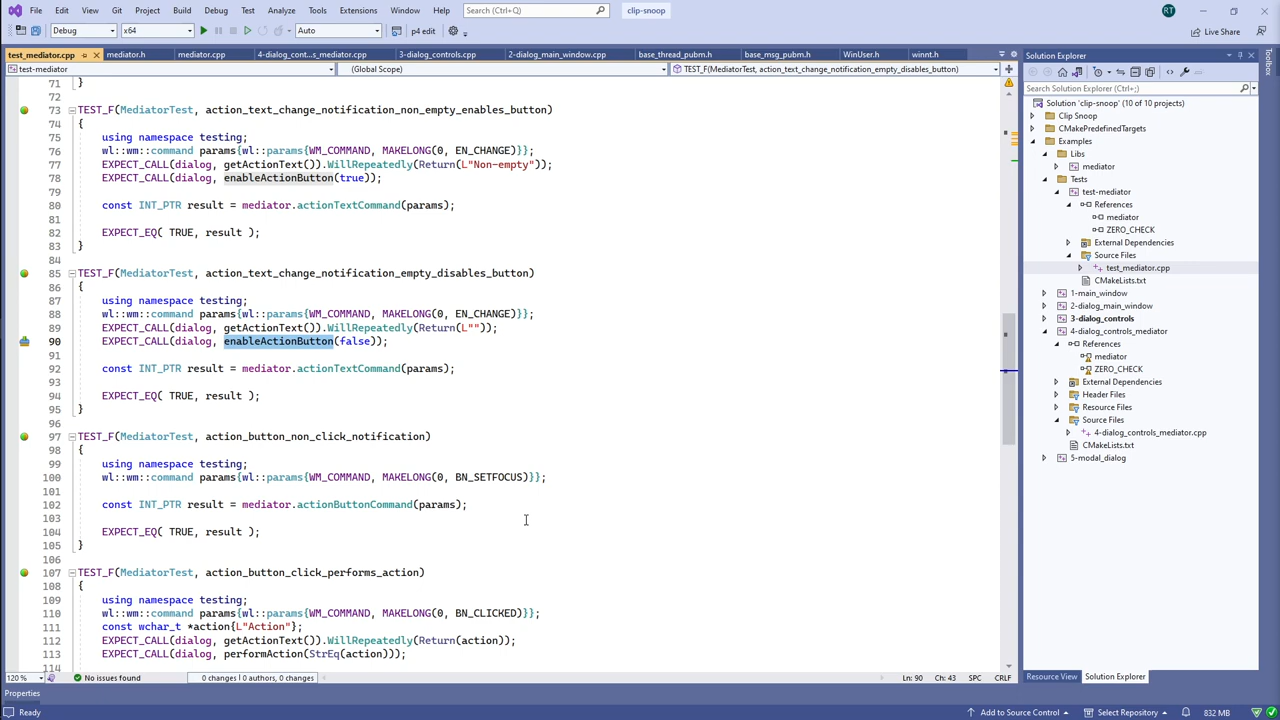 File Edit View Git Project Build Debug Test Analyze Tools Extensions Window Help Search (Ctrl+Q) clip-snoop RT
Debug x64 Auto p4 edit Live Share
test_mediator.cpp mediator.h mediator.cpp 4-dialog_cont...s_mediator.cpp 3-dialog_controls.cpp 2-dialog_main_window.cpp base_thread_pubm.h base_msg_pubm.h WinUser.h winnt.h
test-mediator (Global Scope) TEST_F(MediatorTest, action_text_change_notification_empty_disables_button)
71 }
72
73 TEST_F(MediatorTest, action_text_change_notification_non_empty_enables_button)
74 {
75 using namespace testing;
76 wl::wm::command params{wl::params{WM_COMMAND, MAKELONG(0, EN_CHANGE)}};
77 EXPECT_CALL(dialog, getActionText()).WillRepeatedly(Return(L"Non-empty"));
78 EXPECT_CALL(dialog, enableActionButton(true));
79
80 const INT_PTR result = mediator.actionTextCommand(params);
81
82 EXPECT_EQ( TRUE, result );
83 }
85 TEST_F(MediatorTest, action_text_change_notification_empty_disables_button)
86 {
87 using namespace testing;
88 wl::wm::command params{wl::params{WM_COMMAND, MAKELONG(0, EN_CHANGE)}};
89 EXPECT_CALL(dialog, getActionText()).WillRepeatedly(Return(L""));
90 EXPECT_CALL(dialog, enableActionButton(false));
91
92 const INT_PTR result = mediator.actionTextCommand(params);
93
94 EXPECT_EQ( TRUE, result );
95 }
96
97 TEST_F(MediatorTest, action_button_non_click_notification)
98 {
99 using namespace testing;
100 wl::wm::command params{wl::params{WM_COMMAND, MAKELONG(0, BN_SETFOCUS)}};
101
102 const INT_PTR result = mediator.actionButtonCommand(params);
103
104 EXPECT_EQ( TRUE, result );
105 }
106
107 TEST_F(MediatorTest, action_button_click_performs_action)
108 {
109 using namespace testing;
110 wl::wm::command params{wl::params{WM_COMMAND, MAKELONG(0, BN_CLICKED)}};
111 const wchar_t *action{L"Action"};
112 EXPECT_CALL(dialog, getActionText()).WillRepeatedly(Return(action));
113 EXPECT_CALL(dialog, performAction(StrEq(action)));
114
120 % No issues found 0 changes | 0 authors, 0 changes Ln: 90 Ch: 43 SPC CRLF
Properties
Ready Add to Source Control Select Repository 832 MB
Solution Explorer
Search Solution Explorer (Ctrl+;)
Solution 'clip-snoop' (10 of 10 projects)
Clip Snoop
CMakePredefinedTargets
Examples
Libs
mediator
Tests
test-mediator
References
mediator
ZERO_CHECK
External Dependencies
Source Files
test_mediator.cpp
CMakeLists.txt
1-main_window
2-dialog_main_window
3-dialog_controls
4-dialog_controls_mediator
References
mediator
ZERO_CHECK
External Dependencies
Header Files
Resource Files
Source Files
4-dialog_controls_mediator.cpp
CMakeLists.txt
5-modal_dialog
Resource View Solution Explorer
Toolbox